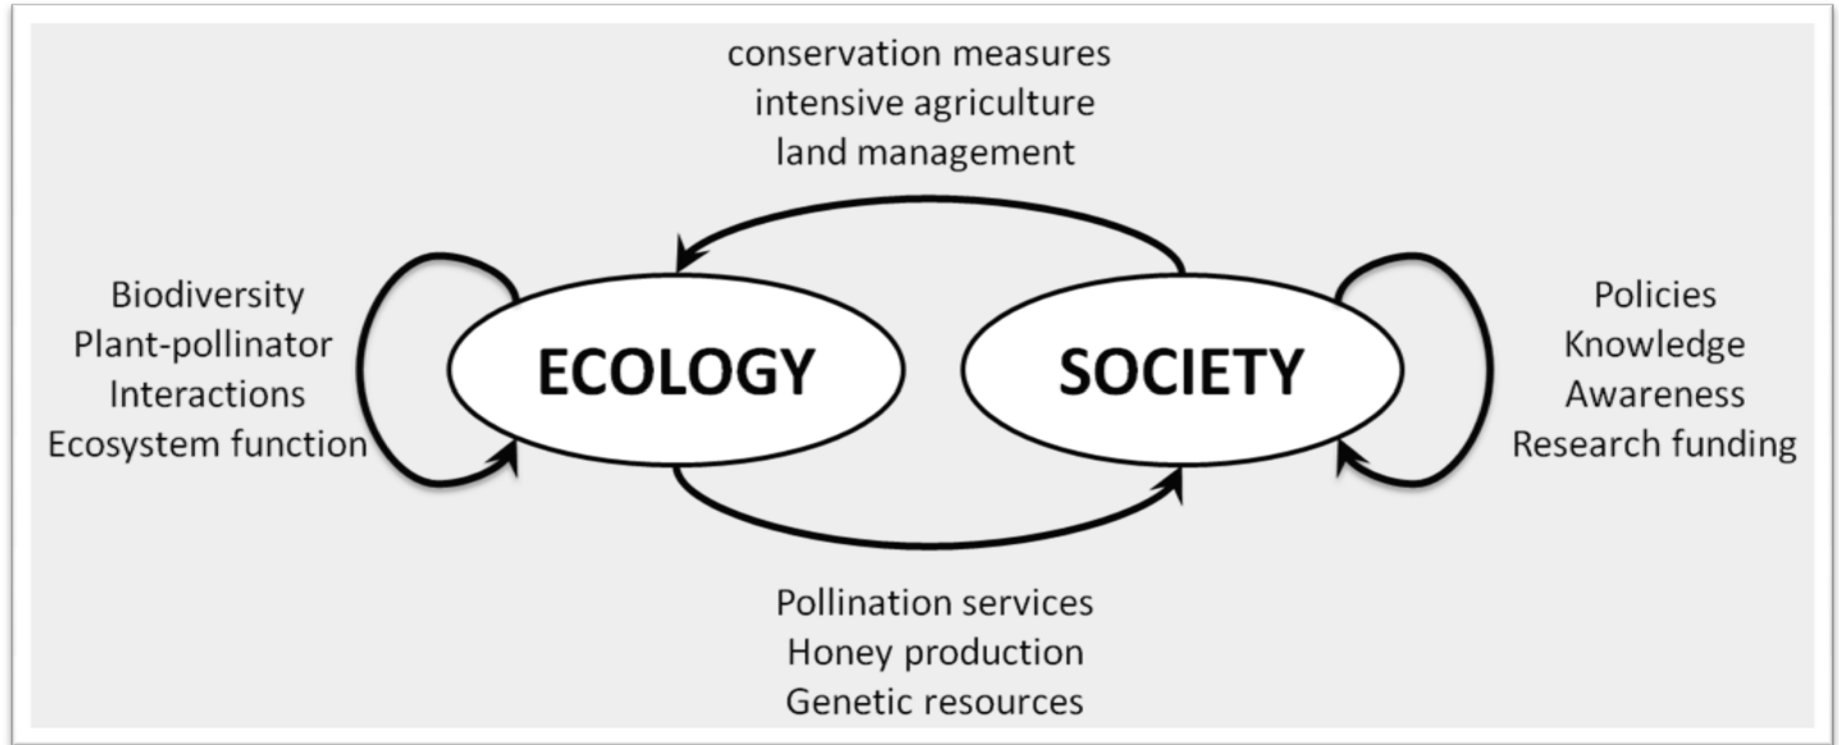 conservation measures
intensive agriculture
land management
Biodiversity
Plant-pollinator
Interactions
Ecosystem function
ECOLOGY
SOCIETY
Policies
Knowledge
Awareness
Research funding
Pollination services
Honey production
Genetic resources